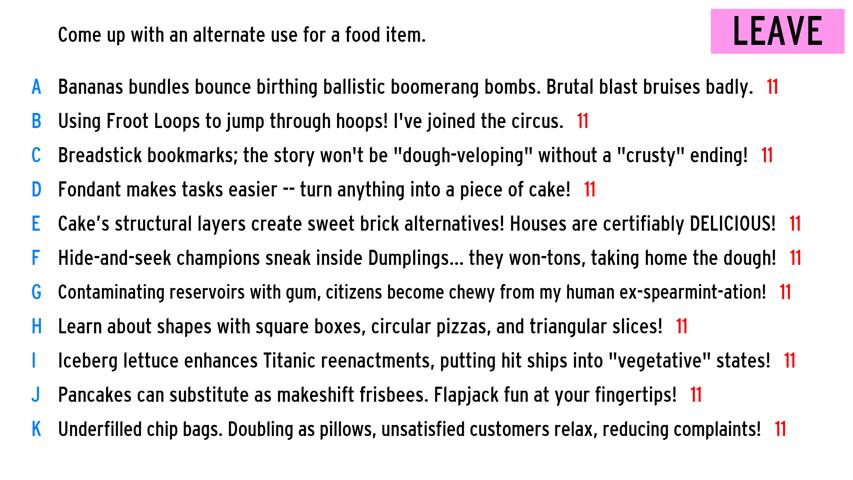 Come up with an alternate use for a food item.
LEAVE
A Bananas bundles bounce birthing ballistic boomerang bombs. Brutal blast bruises badly. 11
B Using Froot Loops to jump through hoops! I've joined the circus. 11
C Breadstick bookmarks; the story won't be "dough-veloping" without a "crusty" ending! 11
D Fondant makes tasks easier -- turn anything into a piece of cake! 11
E Cake’s structural layers create sweet brick alternatives! Houses are certifiably DELICIOUS! 11
F Hide-and-seek champions sneak inside Dumplings... they won-tons, taking home the dough! 11
G Contaminating reservoirs with gum, citizens become chewy from my human ex-spearmint-ation! 11
H Learn about shapes with square boxes, circular pizzas, and triangular slices! 11
I Iceberg lettuce enhances Titanic reenactments, putting hit ships into "vegetative" states! 11
J Pancakes can substitute as makeshift frisbees. Flapjack fun at your fingertips! 11
K Underfilled chip bags. Doubling as pillows, unsatisfied customers relax, reducing complaints! 11